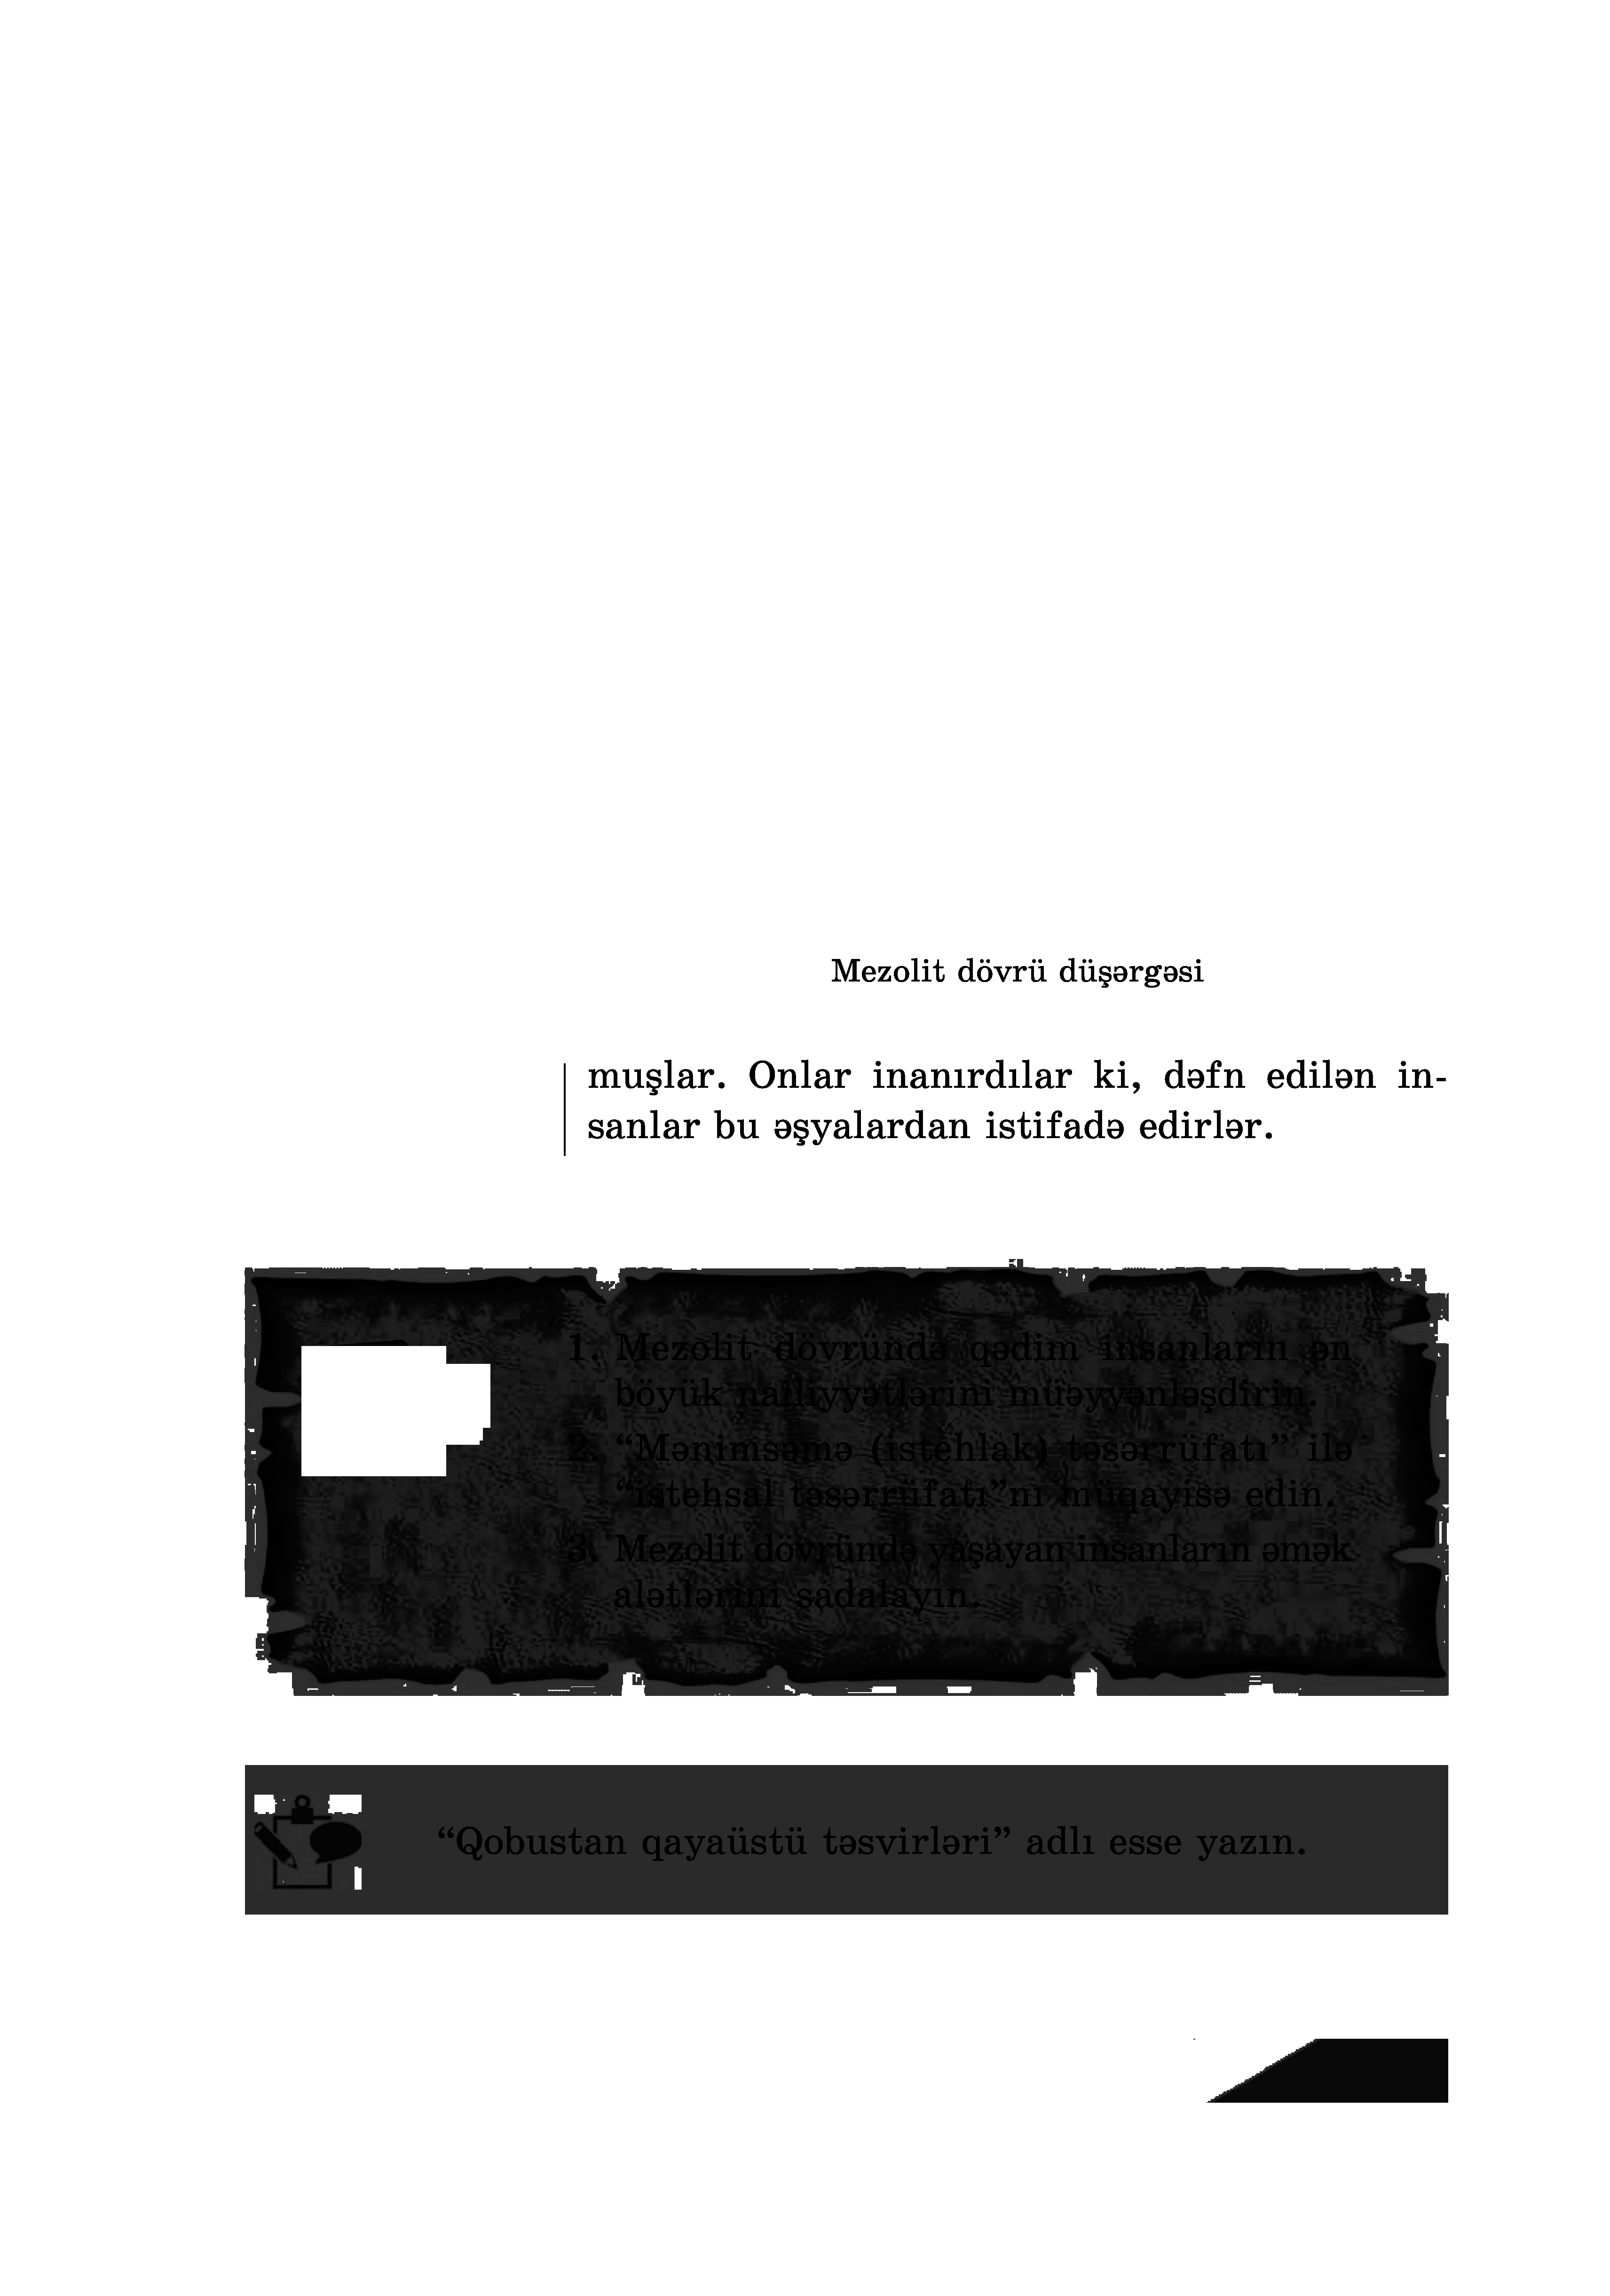 Mezolit dövrü düşərgəsi
muşlar. Onlar inanırdılar ki, dəfn edilən in-
sanlar bu əşyalardan istifadə edirlər.
1. Mezolit dövründə qədim insanların ən
böyük nailiyyətlərini müəyyənləşdirin.
2. “Mənimsəmə (istehlak) təsərrüfatı” ilə
“istehsal təsərrüfatı”nı müqayisə edin.
3. Mezolit dövründə yaşayan insanların əmək
alətlərini sadalayın.
“Qobustan qayaüstü təsvirləri” adlı esse yazın.